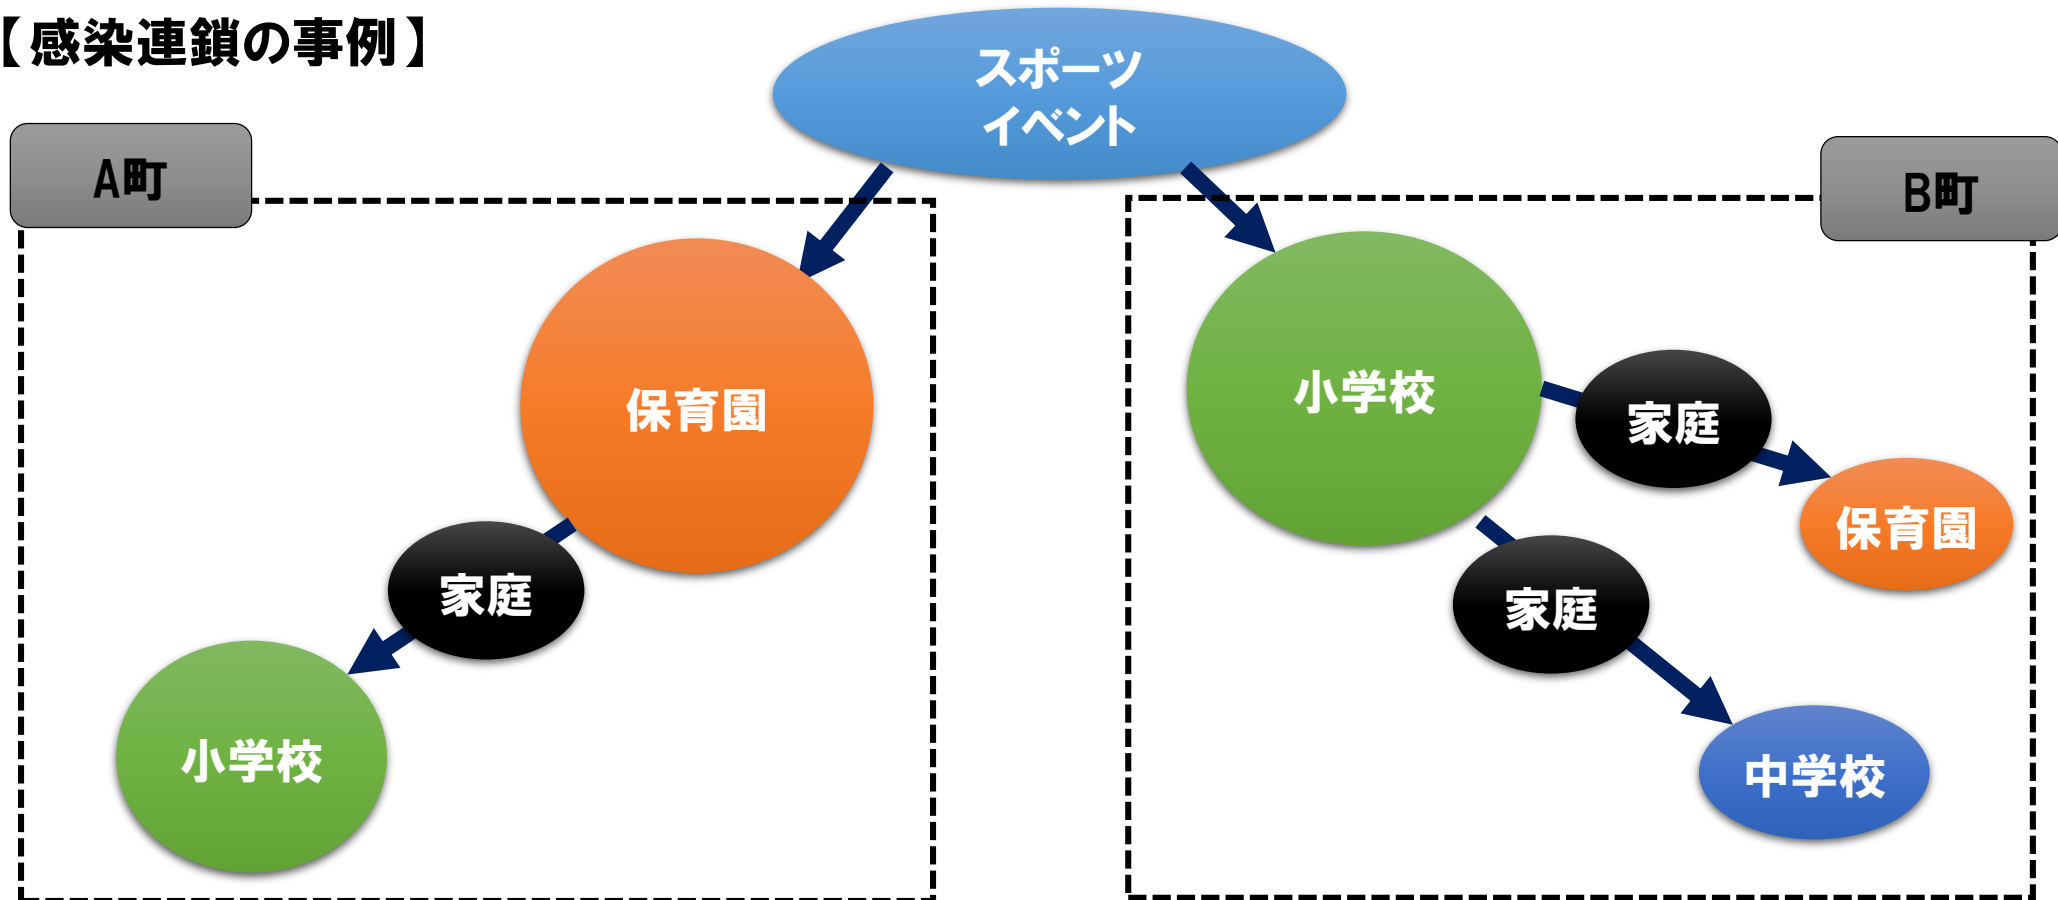 【感染連鎖の事例】
スポーツ
イベント
A町
B町
保育園
家庭
小学校
小学校
家庭
保育園
家庭
中学校